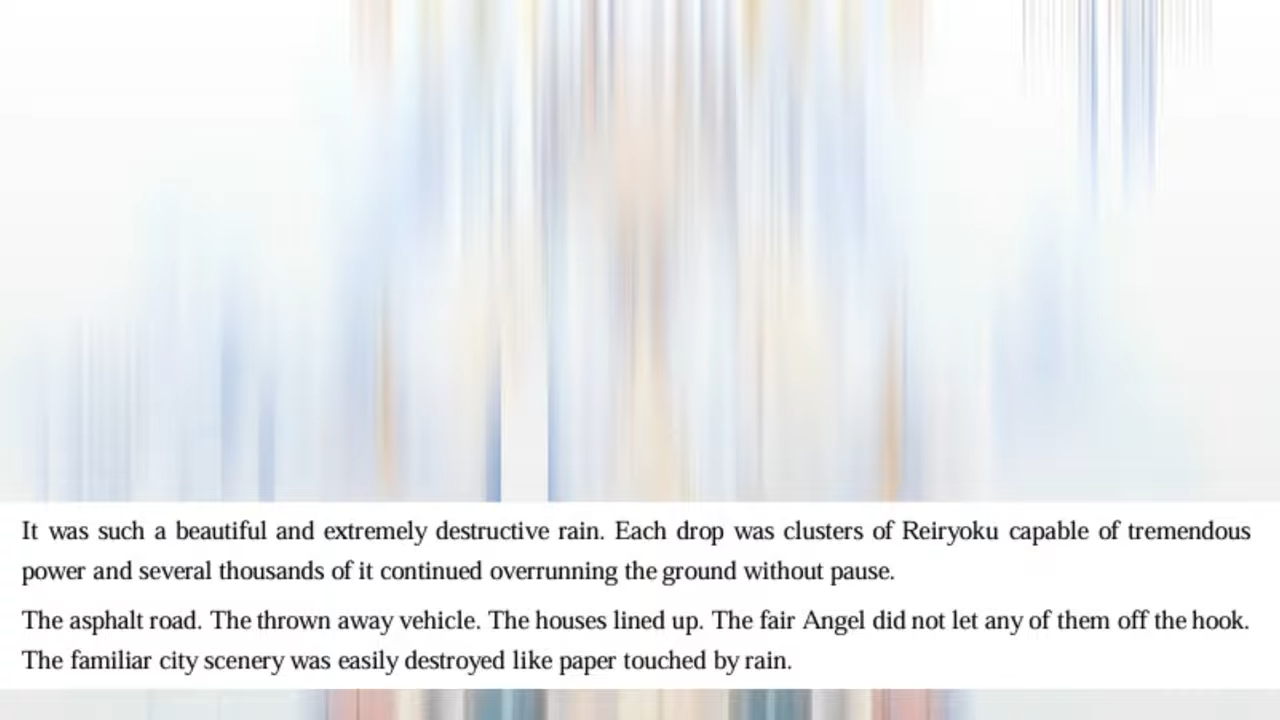 It was such a beautiful and extremely destructive rain. Each drop was clusters of Reiryoku capable of tremendous
power and several thousands of it continued overrunning the ground without pause.
The asphalt road. The thrown away vehicle. The houses lined up. The fair Angel did not let any of them off the hook.
The familiar city scenery was easily destroyed like paper touched by rain.